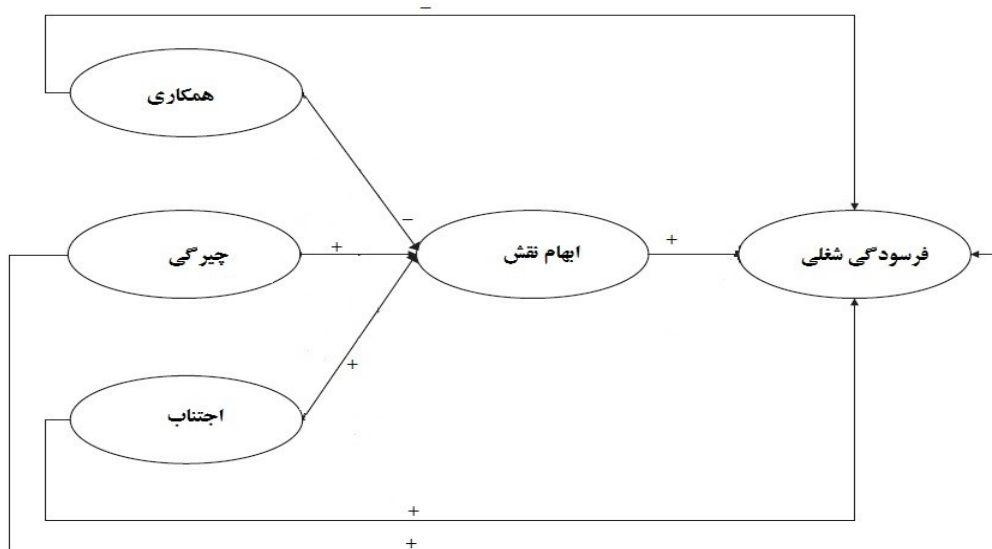 −
همکاری
−
چیرگی
+
ابهام نقش
+
فرسودگی شغلی
+
اجتناب
+
+